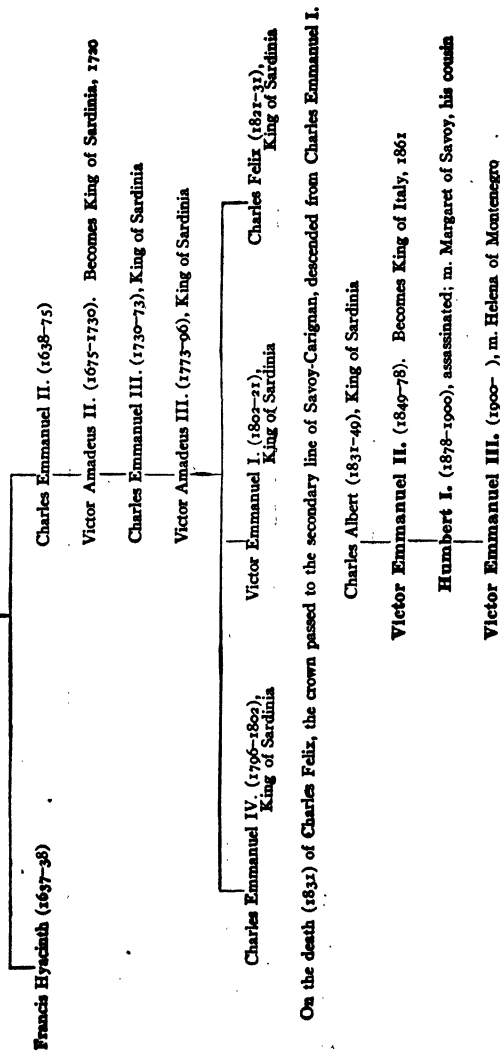 Francis Hyacinth (1637-38)
Charles Emmanuel II. (1638-75)
Victor Amadeus II. (1675-1730). Becomes King of Sardinia, 1720
Charles Emmanuel III. (1730-73), King of Sardinia
Victor Amadeus III. (1773-96), King of Sardinia
Charles Emmanuel IV. (1796-1802),
King of Sardinia
Victor Emmanuel I. (1802-21),
King of Sardinia
Charles Felix (1821-31),
King of Sardinia
On the death (1831) of Charles Felix, the crown passed to the secondary line of Savoy-Carignan, descended from Charles Emmanuel I.
Charles Albert (1831-49), King of Sardinia
Victor Emmanuel II. (1849-78). Becomes King of Italy, 1861
Humbert I. (1878-1900), assassinated; m. Margaret of Savoy, his cousin
Victor Emmanuel III. (1900- ), m. Helena of Montenegro